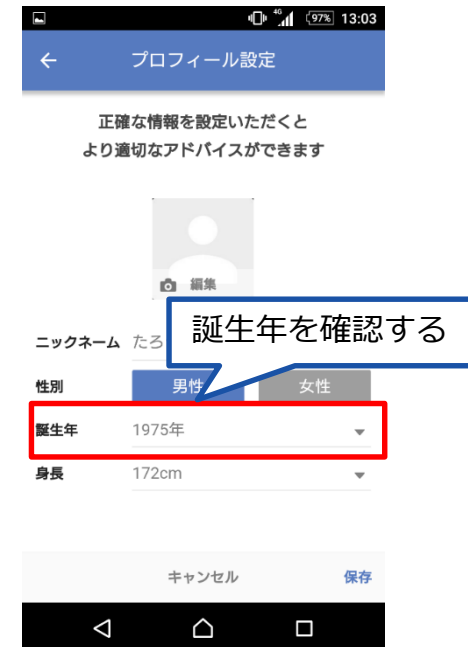 4G 97% 13:03
プロフィール設定
正確な情報を設定いただくと
より適切なアドバイスができます
編集
誕生年を確認する
ニックネーム たろ
性別 男性 女性
誕生年 1975年
身長 172cm
キャンセル 保存